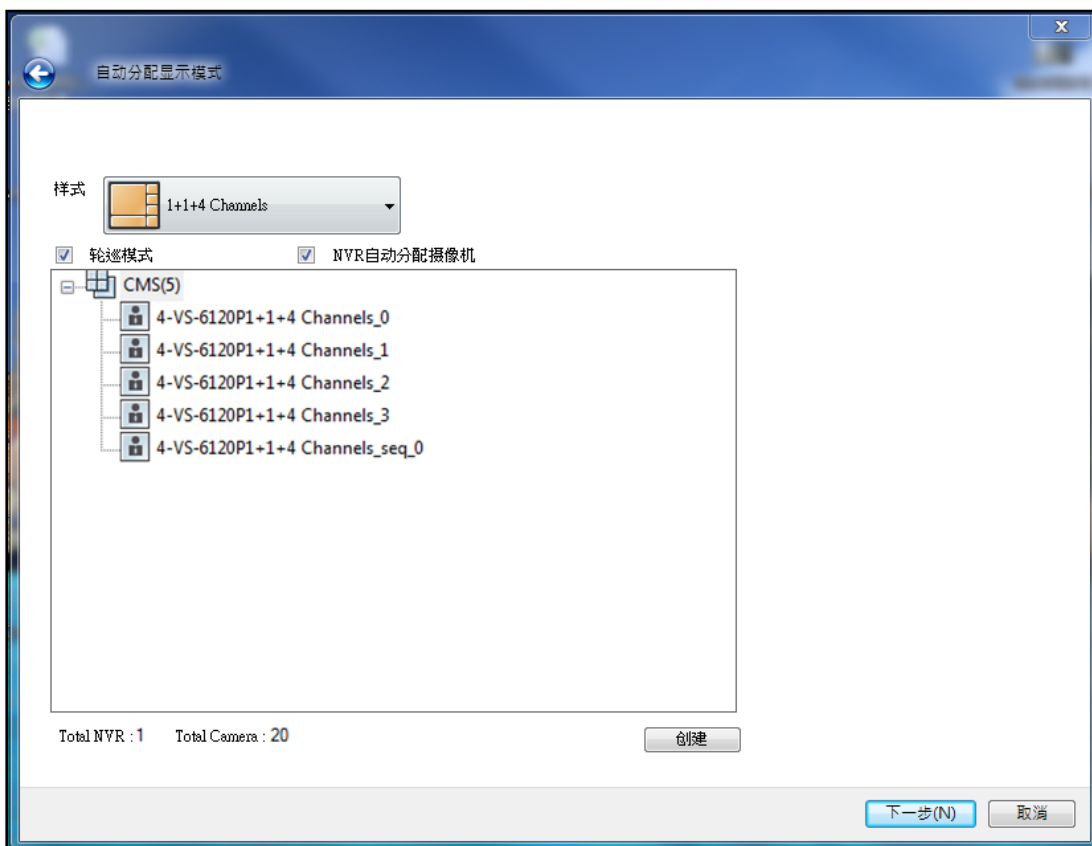 X
自动分配显示模式
样式 1+1+4 Channels
轮巡模式 NVR自动分配摄像机
CMS(5)
4-VS-6120P1+1+4 Channels_0
4-VS-6120P1+1+4 Channels_1
4-VS-6120P1+1+4 Channels_2
4-VS-6120P1+1+4 Channels_3
4-VS-6120P1+1+4 Channels_seq_0
Total NVR : 1 Total Camera : 20 创建
下一步(N) 取消